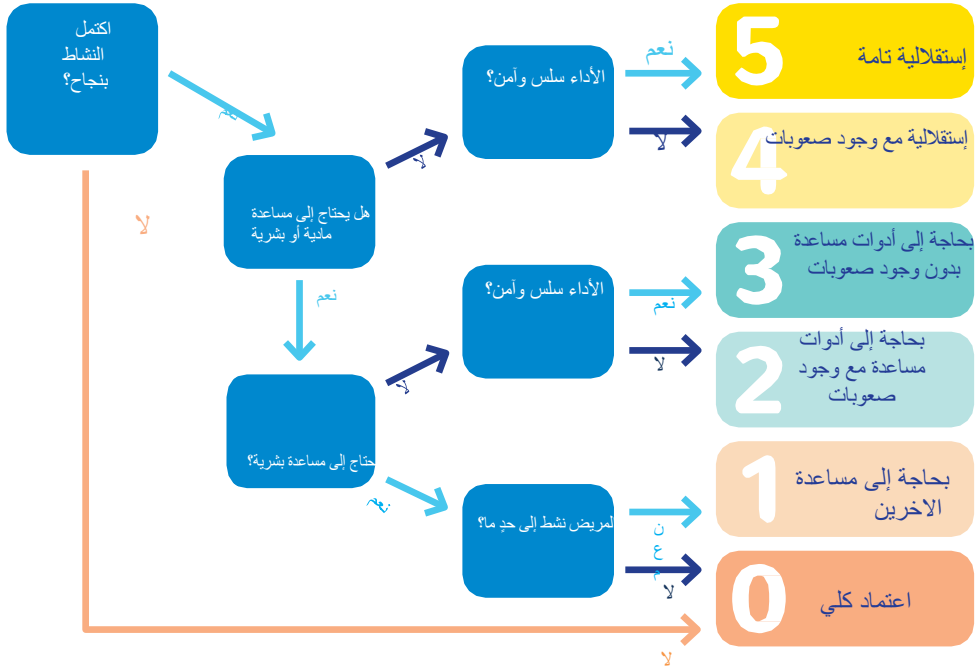 اكتمل
النشاط
بنجاح؟
نعم
لا
هل يحتاج إلى مساعدة
مادية أو بشرية
لا
نعم
الأداء سلس وآمن؟
نعم
لا
5
إستقلالية تامة
4
إستقلالية مع وجود صعوبات
حتاج إلى مساعدة بشرية؟
لا
نعم
الأداء سلس وآمن؟
نعم
لا
3
بحاجة إلى أدوات مساعدة
بدون وجود صعوبات
2
بحاجة إلى أدوات
مساعدة مع وجود
صعوبات
لمريض نشط إلى حدٍ ما؟
نعم
لا
1
بحاجة إلى مساعدة
الاخرين
0
اعتماد كلي
لا